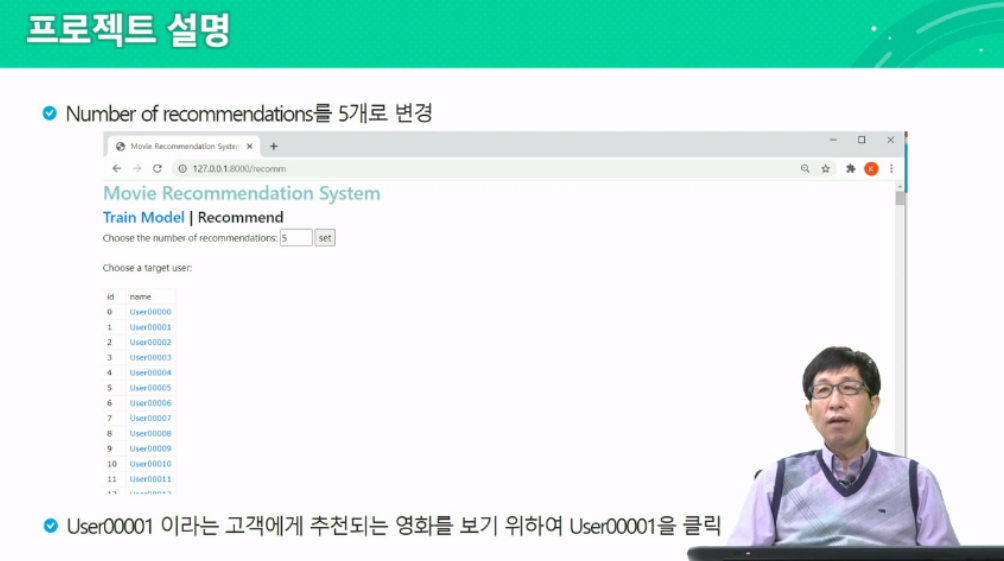 프로젝트 설명
Number of recommendations를 5개로 변경
Movie Recommendation Syste
127.0.0.1:8000/recomm
K
Movie Recommendation System
Train Model | Recommend
Choose the number of recommendations: 5 set
Choose a target user:
id name
0 User00000
1 User00001
2 User00002
3 User00003
4 User00004
5 User00005
6 User00006
7 User00007
8 User00008
9 User00009
10 User00010
11 User00011
12 User00012
User00001 이라는 고객에게 추천되는 영화를 보기 위하여 User00001을 클릭